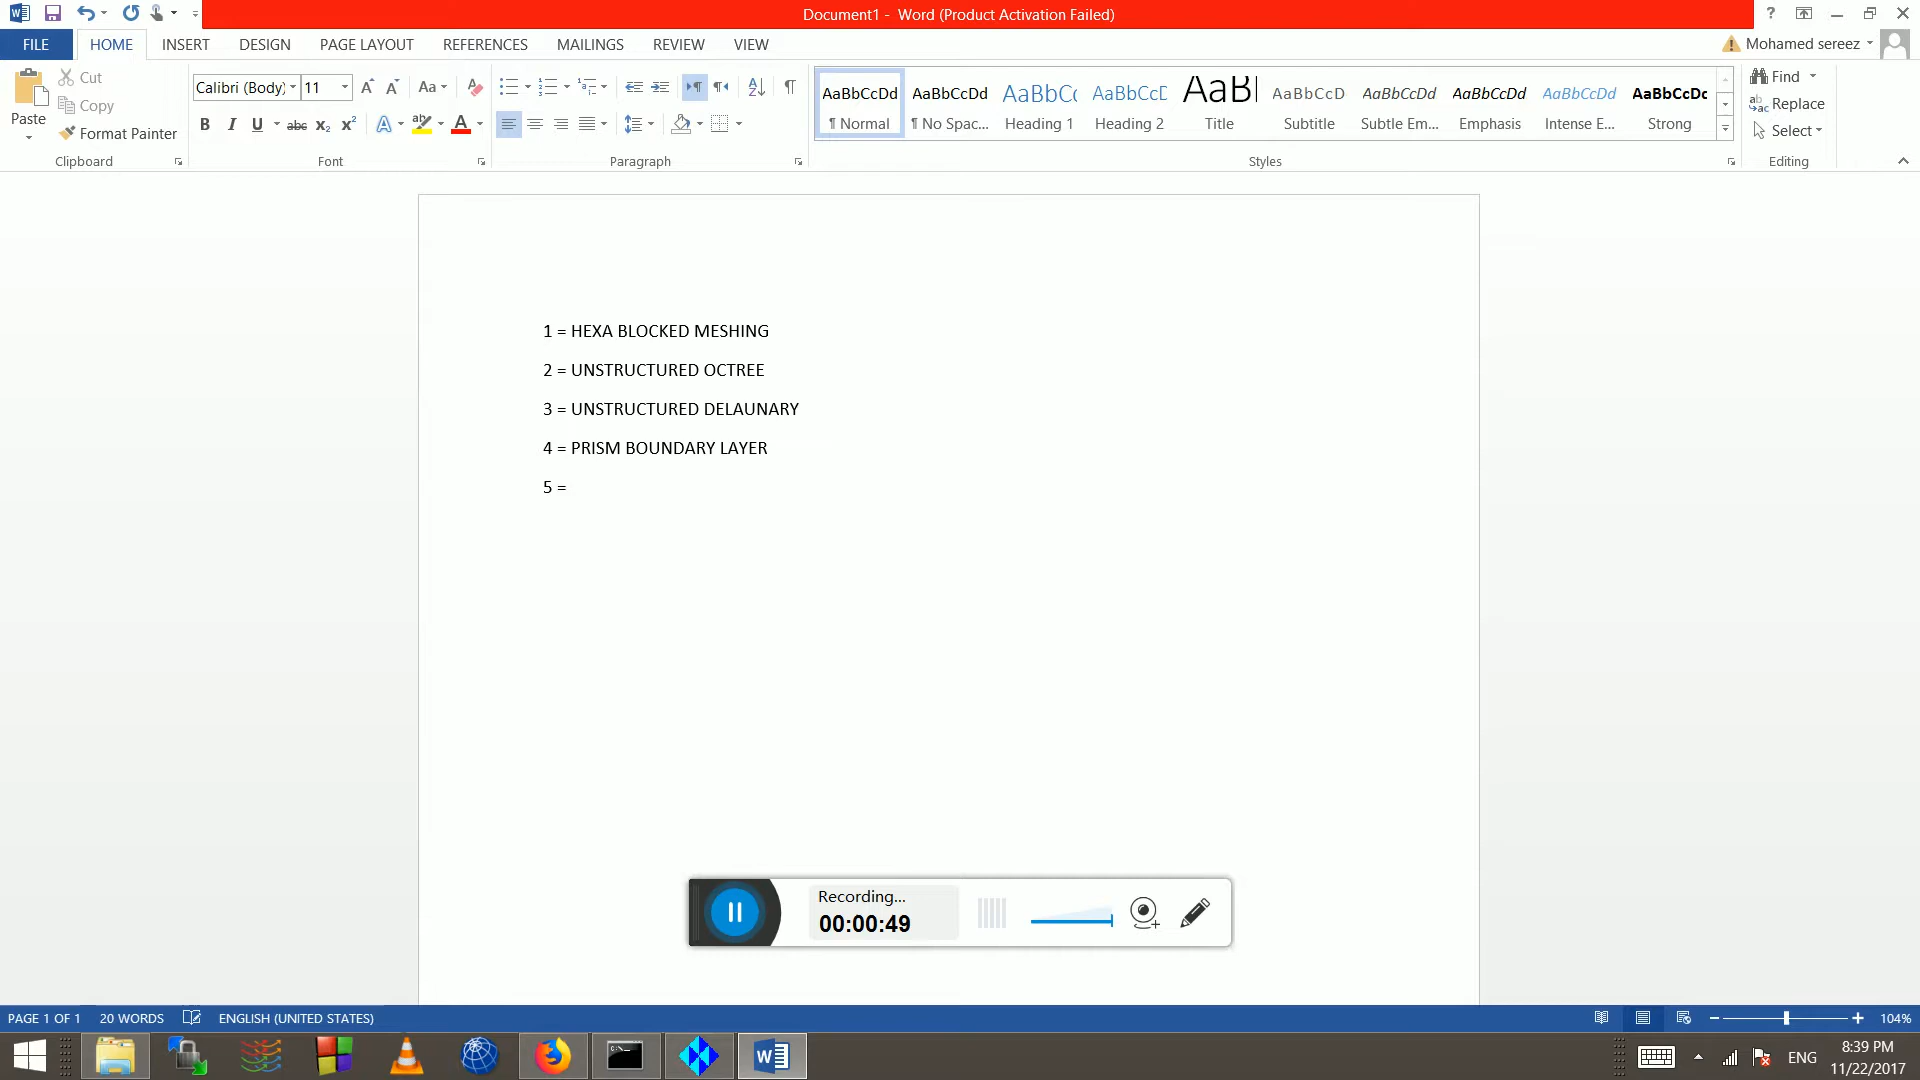 Document1 - Word (Product Activation Failed)
FILE HOME INSERT DESIGN PAGE LAYOUT REFERENCES MAILINGS REVIEW VIEW Mohamed sereez
Cut
Copy
Format Painter
Paste
Clipboard
Calibri (Body) 11
Font
Paragraph
AaBbCcDd AaBbCcDd AaBbCc AaBbCcD AaB AaBbCcD AaBbCcDd AaBbCcDd AaBbCcDd AaBbCcDc
¶ Normal ¶ No Spac... Heading 1 Heading 2 Title Subtitle Subtle Em... Emphasis Intense E... Strong
Styles
Find
Replace
Select
Editing
1 = HEXA BLOCKED MESHING
2 = UNSTRUCTURED OCTREE
3 = UNSTRUCTURED DELAUNARY
4 = PRISM BOUNDARY LAYER
5 =
Recording...
00:00:49
PAGE 1 OF 1 20 WORDS ENGLISH (UNITED STATES) 104%
ENG
8:39 PM
11/22/2017